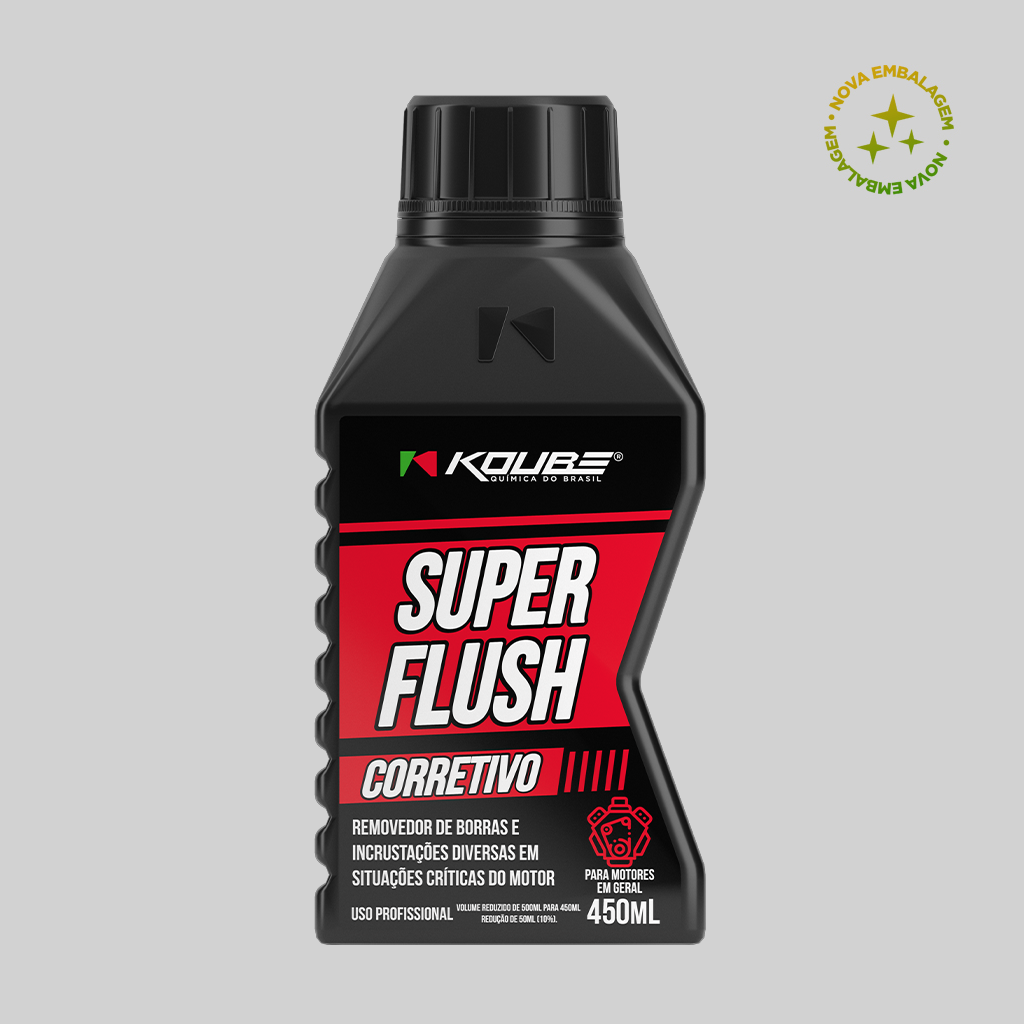 NOVA EMBALAGEM • NOVA EMBALAGEM •
KOUBE®
QUÍMICA DO BRASIL
SUPER
FLUSH
CORRETIVO
REMOVEDOR DE BORRAS E
INCRUSTAÇÕES DIVERSAS EM
SITUAÇÕES CRÍTICAS DO MOTOR
PARA MOTORES
EM GERAL
USO PROFISSIONAL
VOLUME REDUZIDO DE 500ML PARA 450ML
REDUÇÃO DE 50ML (10%).
450ML